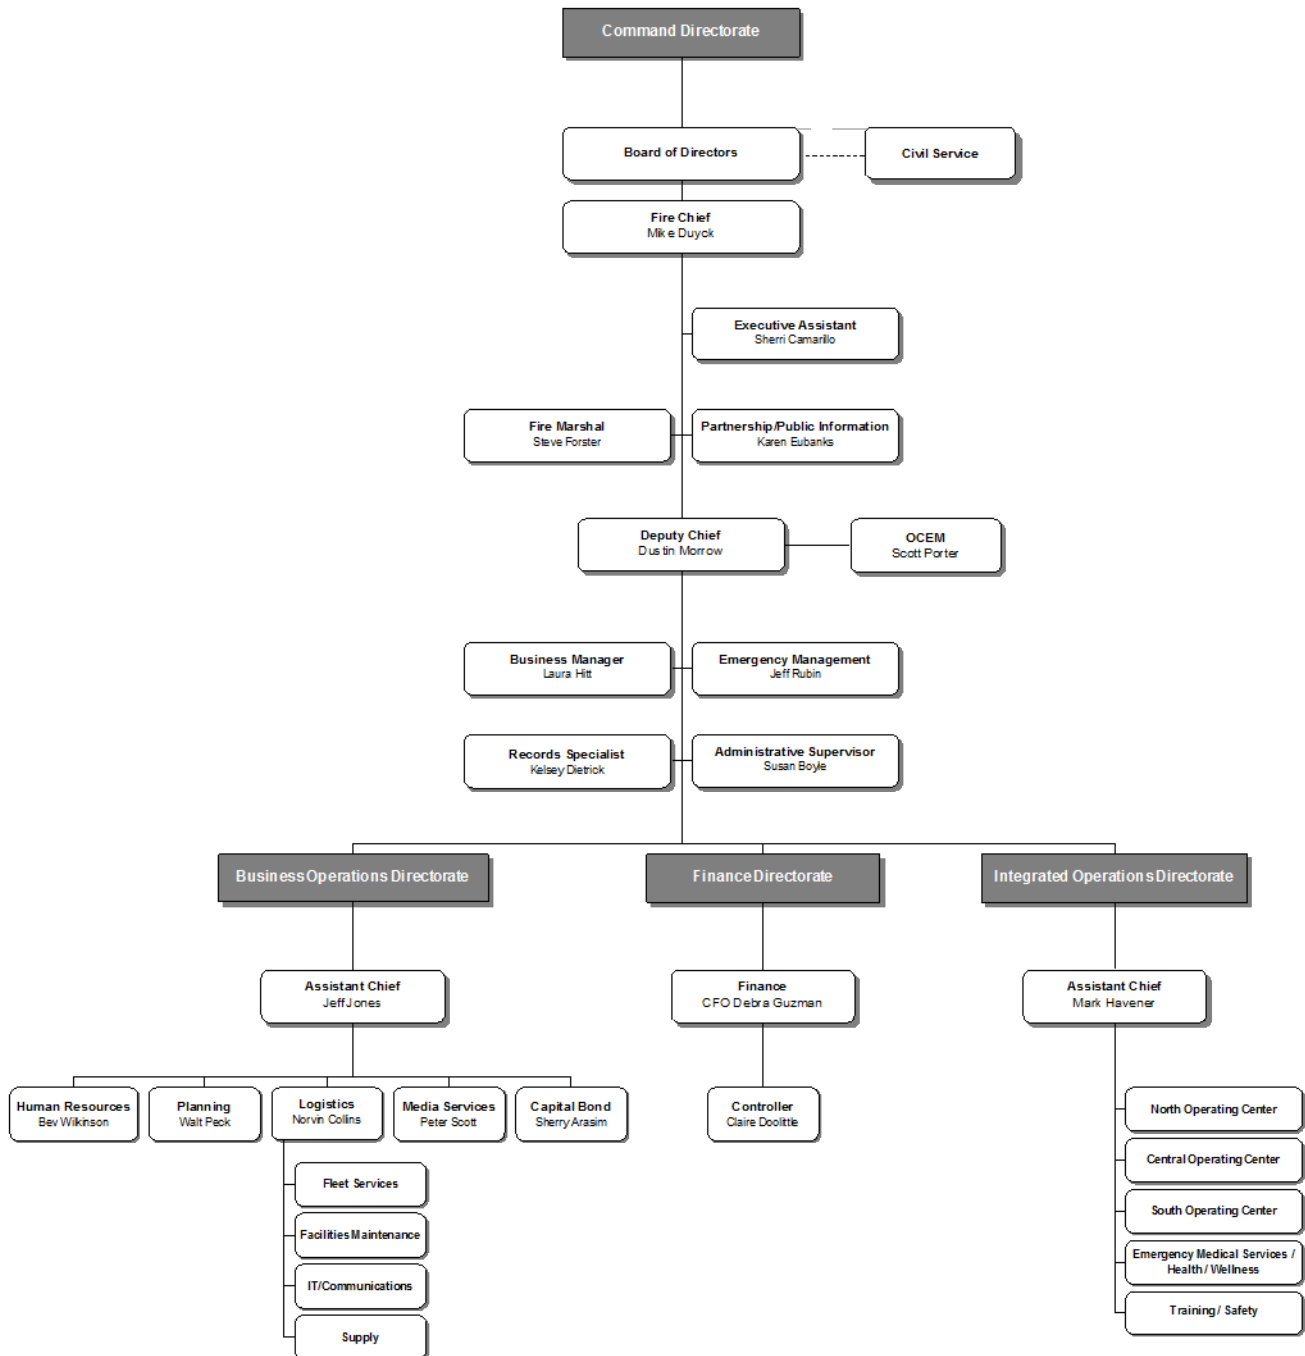 Command Directorate
Board of Directors
Civil Service
Fire Chief
Mike Duyck
Executive Assistant
Sherri Camarillo
Fire Marshal
Steve Forster
Partnership/Public Information
Karen Eubanks
Deputy Chief
Dustin Morrow
OCEM
Scott Porter
Business Manager
Laura Hitt
Emergency Management
Jeff Rubin
Records Specialist
Kelsey Dietrick
Administrative Supervisor
Susan Boyle
Business Operations Directorate
Finance Directorate
Integrated Operations Directorate
Assistant Chief
Jeff Jones
Finance
CFO Debra Guzman
Assistant Chief
Mark Havener
Human Resources
Bev Wilkinson
Planning
Walt Peck
Logistics
Norvin Collins
Media Services
Peter Scott
Capital Bond
Sherry Arasim
Controller
Claire Doolittle
North Operating Center
Central Operating Center
South Operating Center
Emergency Medical Services /
Health / Wellness
Training / Safety
Fleet Services
Facilities Maintenance
IT/Communications
Supply